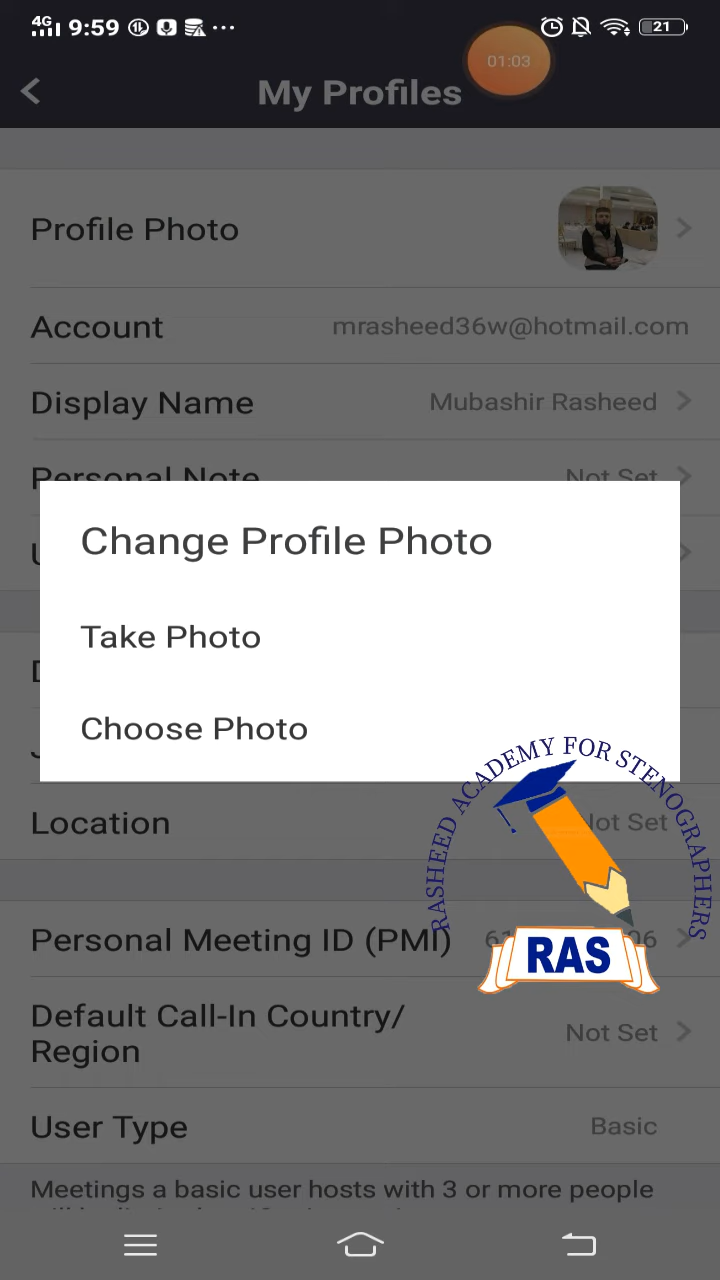 4G 9:59 21
01:03
My Profiles
Profile Photo
Account mrasheed36w@hotmail.com
Display Name Mubashir Rasheed
Personal Note Not Set
Change Profile Photo
Take Photo
Choose Photo
RASHEED ACADEMY FOR STENOGRAPHERS
Location Not Set
Personal Meeting ID (PMI)
RAS
Default Call-In Country/
Region Not Set
User Type Basic
Meetings a basic user hosts with 3 or more people